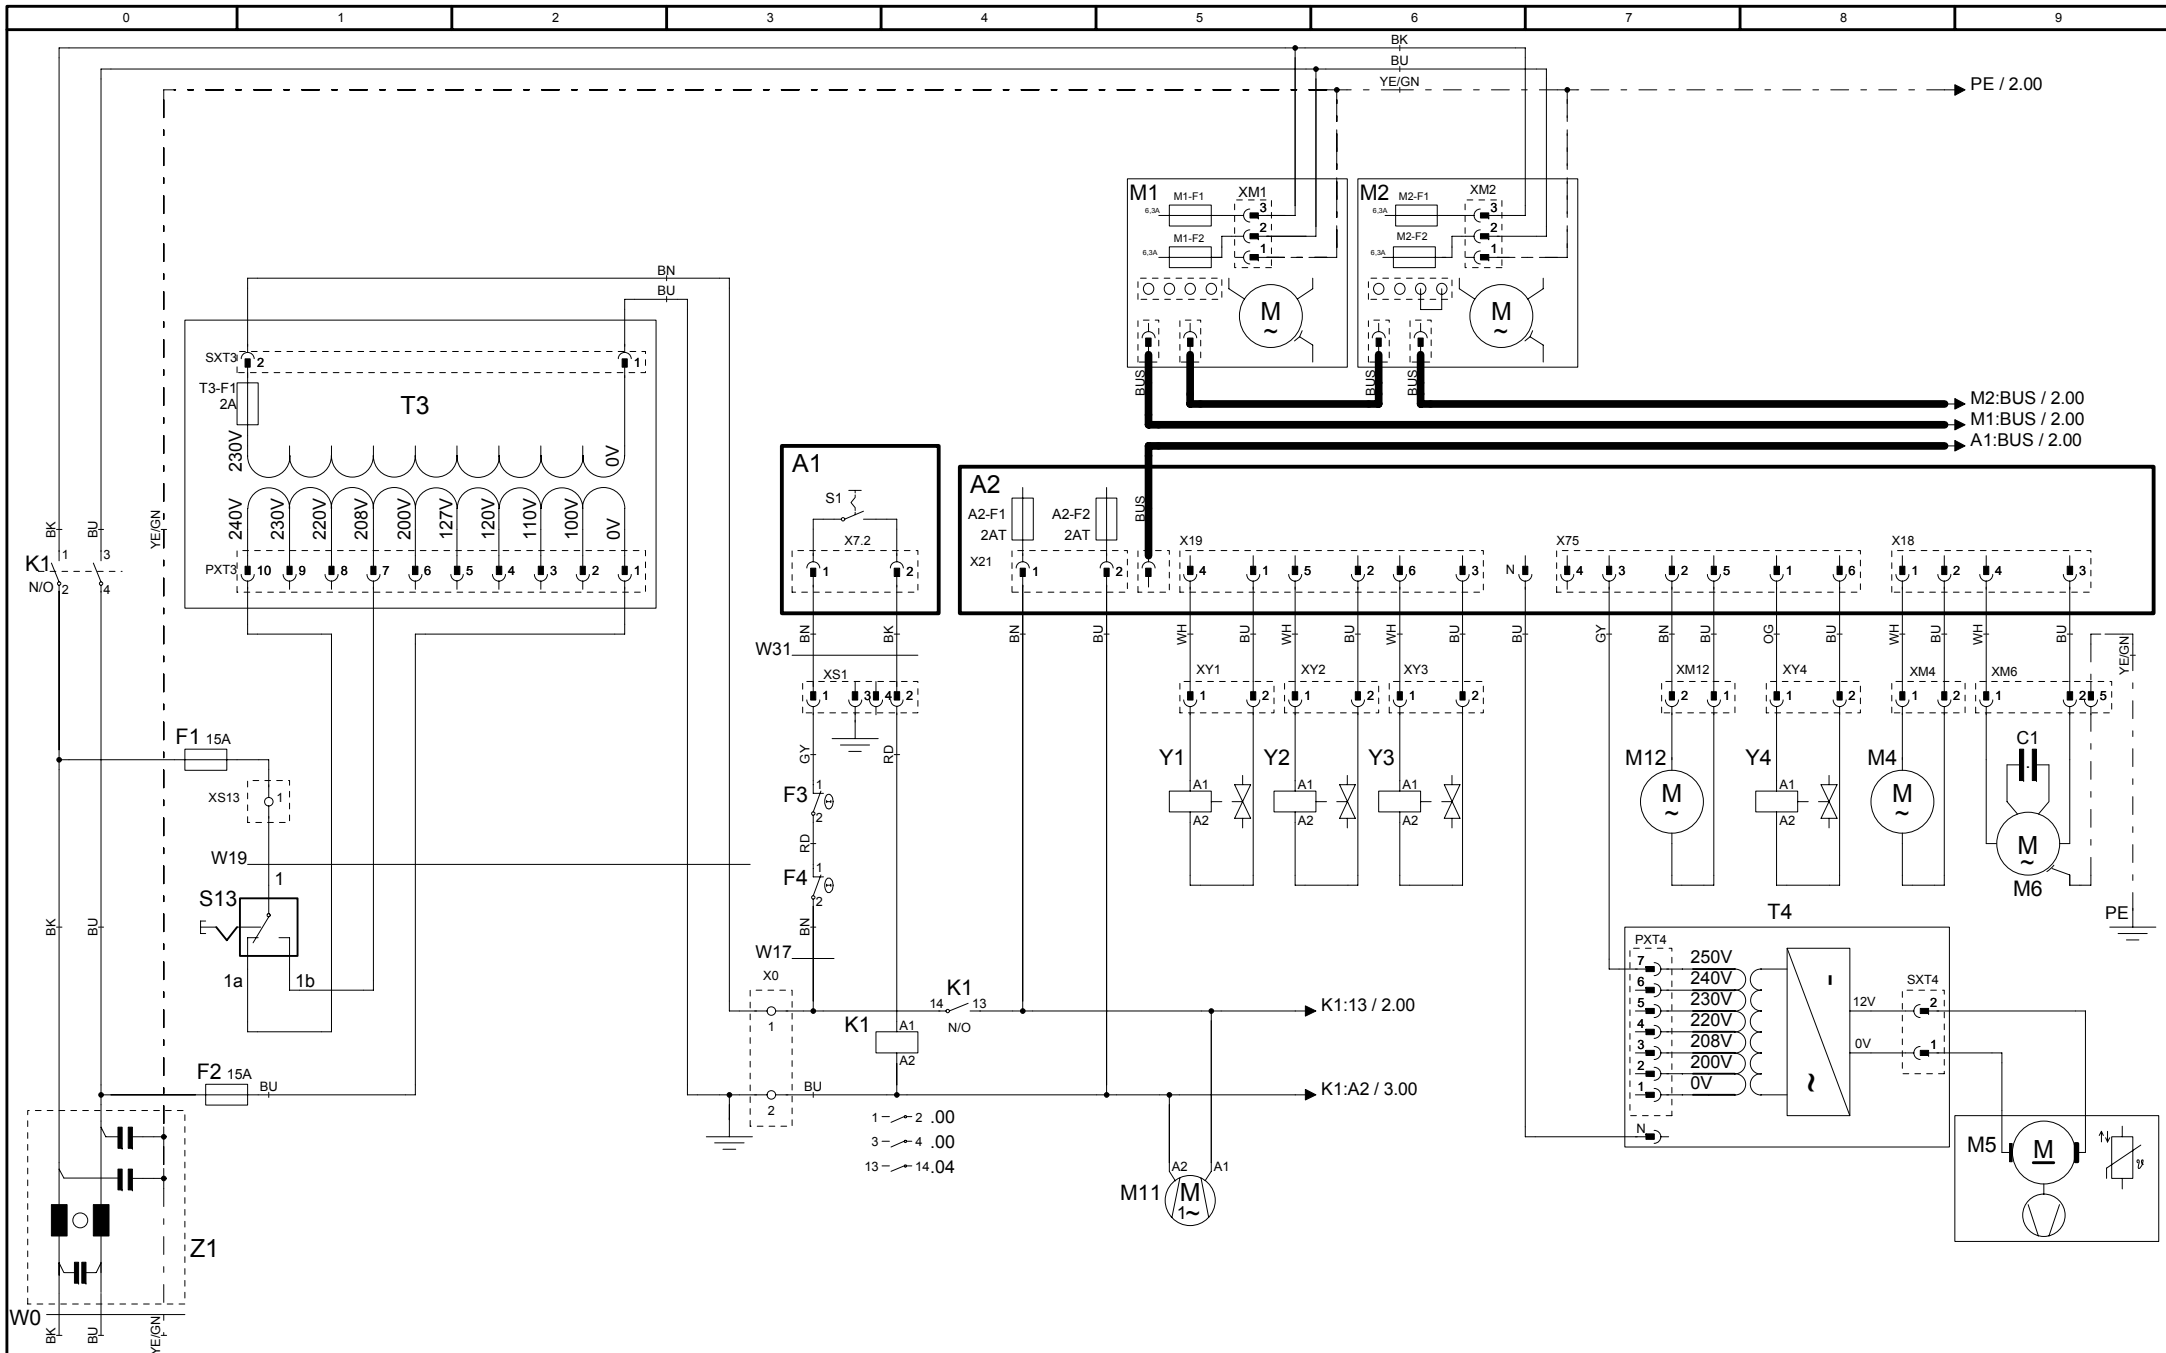 0 1 2 3 4 5 6 7 8 9
BK
BU
YE/GN
PE / 2.00
M1 M1-F1 XM1 M2 M2-F1 XM2
6,3A 3 6,3A 3
M1-F2 2 M2-F2 2
6,3A 1 6,3A 1
BN
BU
M M
~ ~
SXT3 2 1
T3-F1
2A
T3
BUS BUS BUS
M2:BUS / 2.00
M1:BUS / 2.00
A1:BUS / 2.00
230V 0V
A1
S1
X7.2
1 2
A2
A2-F1 A2-F2
2AT 2AT
BUS
X21 1 2
X19 4 1 5 2 6 3
N
X75 4 3 2 5 1 6
X18 1 2 4 3
240V 230V 220V 208V 200V 127V 120V 110V 100V 0V
PXT3 10 9 8 7 6 5 4 3 2 1
BK BU YE/GN
K1 1 3
N/O 2 4
BN BK BN BU WH BU WH BU WH BU BU GY BN BU OG BU WH BU WH BU YE/GN
W31
XS1 1 3 4 2
XY1 1 2
XY2 1 2
XY3 1 2
XM12 2 1
XY4 1 2
XM4 1 2
XM6 1 2 5
F1 15A
GY RD
Y1 Y2 Y3 M12 Y4 M4 C1
XS13 1
F3 1
2
A1 A1 A1 M A1 M
A2 A2 A2 ~ A2 ~
RD
M
~
M6
W19
1
F4 1
2
S13
T4
PE
BK BU
BN
W17
1a 1b
X0
PXT4
7 250V
6 240V
5 230V
4 220V
3 208V
2 200V
1 0V
N
~
12V
0V
SXT4
2
1
1
14 K1 13
N/O
K1:13 / 2.00
K1 A1
A2
F2 15A
BU
BU
2
K1:A2 / 3.00
1 2 .00
3 4 .00
13 14 .04
M5 M
A2 A1
M11 M
1~
Z1
W0
BK BU YE/GN